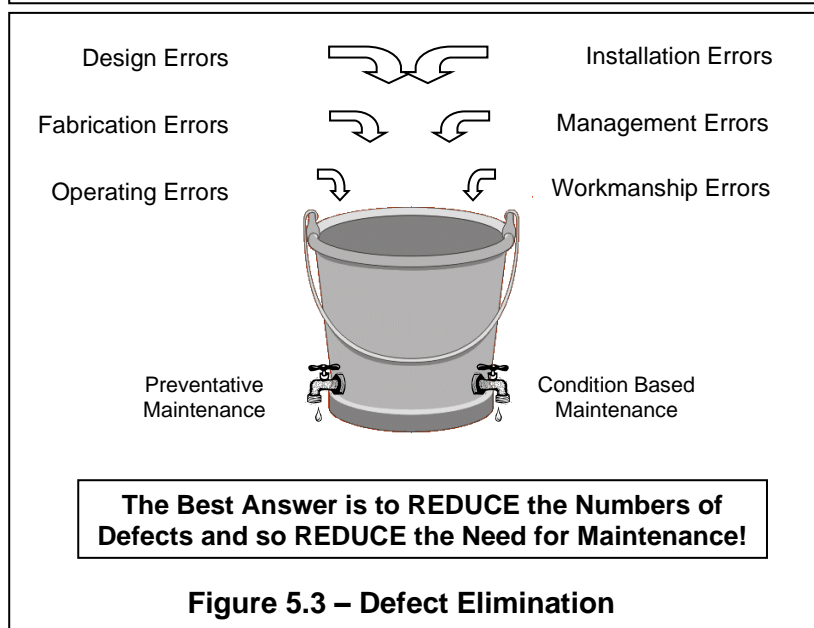 Design Errors
Installation Errors
Fabrication Errors
Management Errors
Operating Errors
Workmanship Errors
Preventative
Maintenance
Condition Based
Maintenance
The Best Answer is to REDUCE the Numbers of
Defects and so REDUCE the Need for Maintenance!
Figure 5.3 – Defect Elimination